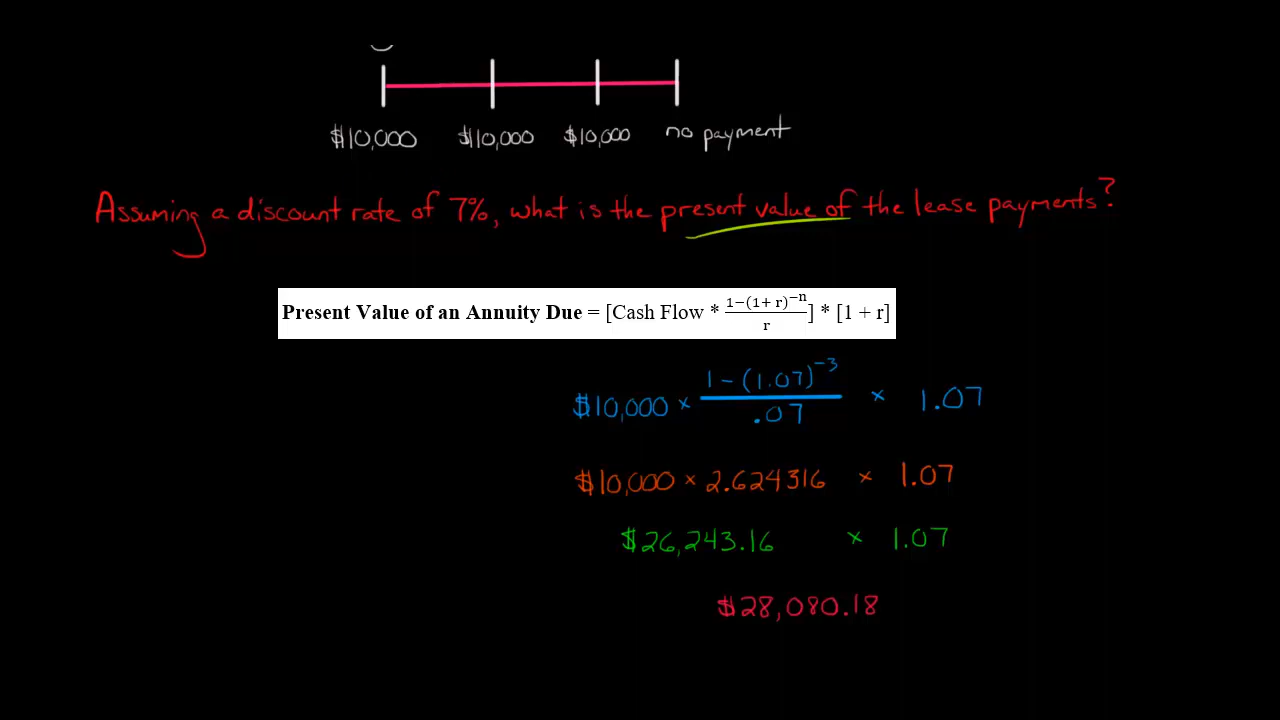 $10,000 $10,000 $10,000 no payment
Assuming a discount rate of 7%, what is the present value of the lease payments?
Present Value of an Annuity Due = [Cash Flow * 1−(1+ r)^−n / r] * [1 + r]
$10,000 × 1 − (1.07)^−3 / .07 × 1.07
$10,000 × 2.624316 × 1.07
$26,243.16 × 1.07
$28,080.18